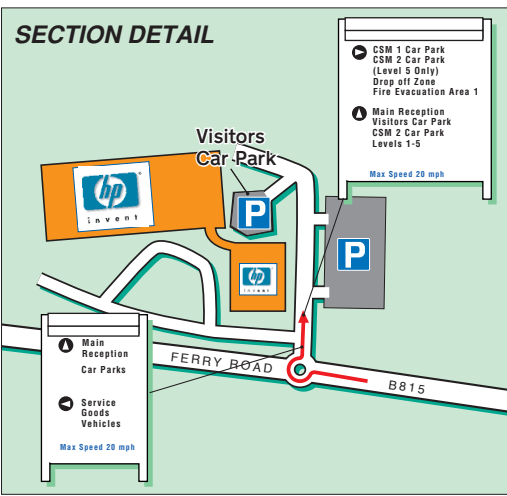 SECTION DETAIL
CSM 1 Car Park
CSM 2 Car Park
(Level 5 Only)
Drop off Zone
Fire Evacuation Area 1
Main Reception
Visitors Car Park
CSM 2 Car Park
Levels 1-5
Max Speed 20 mph
Visitors
Car Park
hp
invent
P
P
hp
invent
Main
Reception
Car Parks
Service
Goods
Vehicles
Max Speed 20 mph
FERRY ROAD
B815